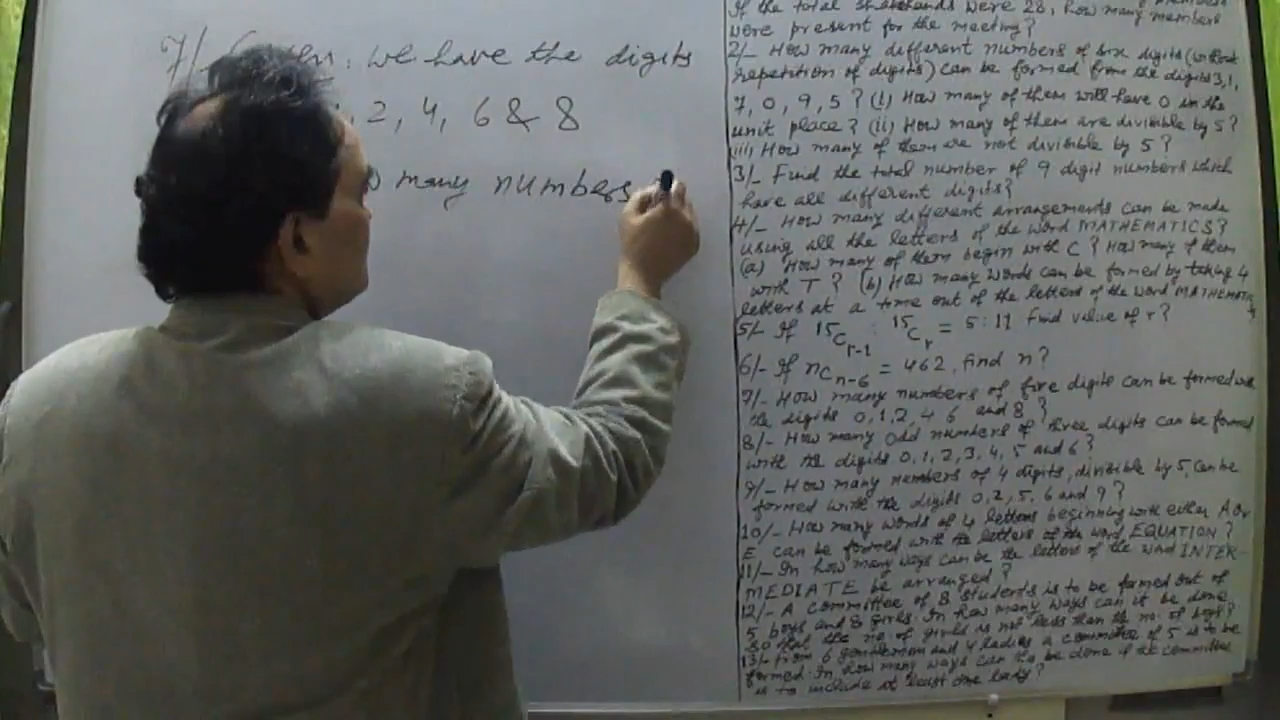 7/- we have the digits
2, 4, 6 & 8
many numbers
If the total shakehands were 28, how many members
were present for the meeting?
2/- How many different numbers of six digits (without
repetition of digits) can be formed from the digits 3, 1,
7, 0, 9, 5? (i) How many of them will have 0 in the
unit place? (ii) How many of them are divisible by 5?
(iii) How many of them are not divisible by 5?
3/- Find the total number of 9 digit numbers which
have all different digits?
4/- How many different arrangements can be made
using all the letters of the word MATHEMATICS?
(a) How many of them begin with C? How many of them
with T? (b) How many words can be formed by taking 4
letters at a time out of the letters of the word MATHEMATIC
5/- If 15Cr-1 : 15Cr = 5:11 Find value of r?
6/- If nCn-6 = 462, find n?
7/- How many numbers of five digits can be formed with
the digits 0, 1, 2, 4 6 and 8?
8/- How many odd numbers of three digits can be formed
with the digits 0, 1, 2, 3, 4, 5 and 6?
9/- How many numbers of 4 digits, divisible by 5, can be
formed with the digits 0, 2, 5, 6 and 9?
10/- How many words of 4 letters beginning with either A or
E can be formed with the letters of the word EQUATION?
11/- In how many ways can be the letters of the word INTER-
MEDIATE be arranged?
12/- A committee of 8 students is to be formed out of
5 boys and 8 girls. In how many ways can it be done
so that the no. of girls is not less than the no. of boys?
13/- From 6 gentlemen and 4 ladies a committee of 5 is to be
formed. In how many ways can be done if the committee
is to include at least one lady?